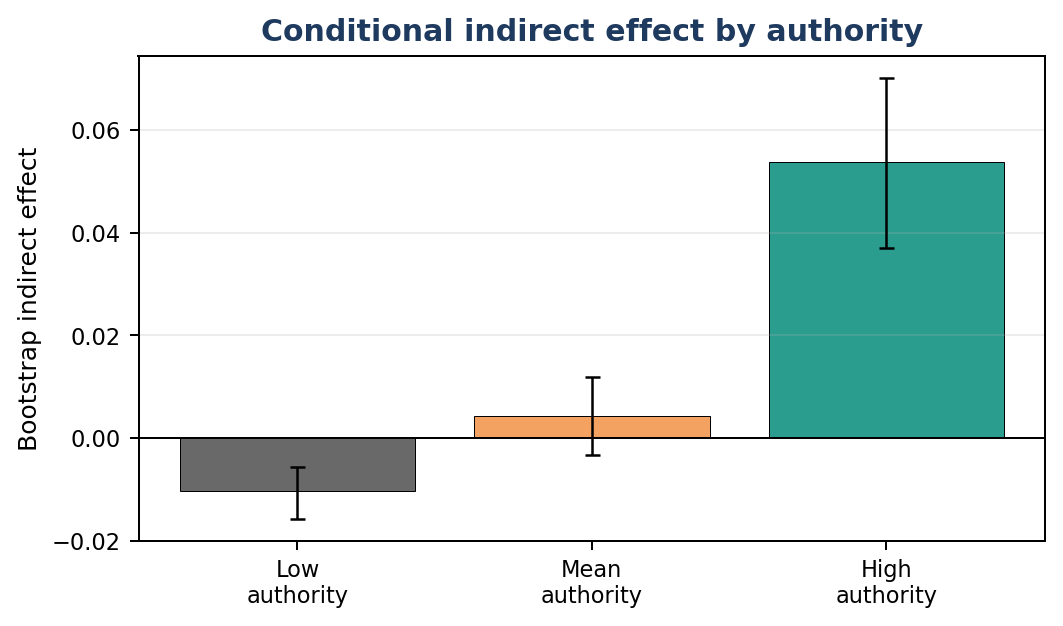 Conditional indirect effect by authority
Bootstrap indirect effect
0.06
0.04
0.02
0.00
−0.02
Low
authority
Mean
authority
High
authority